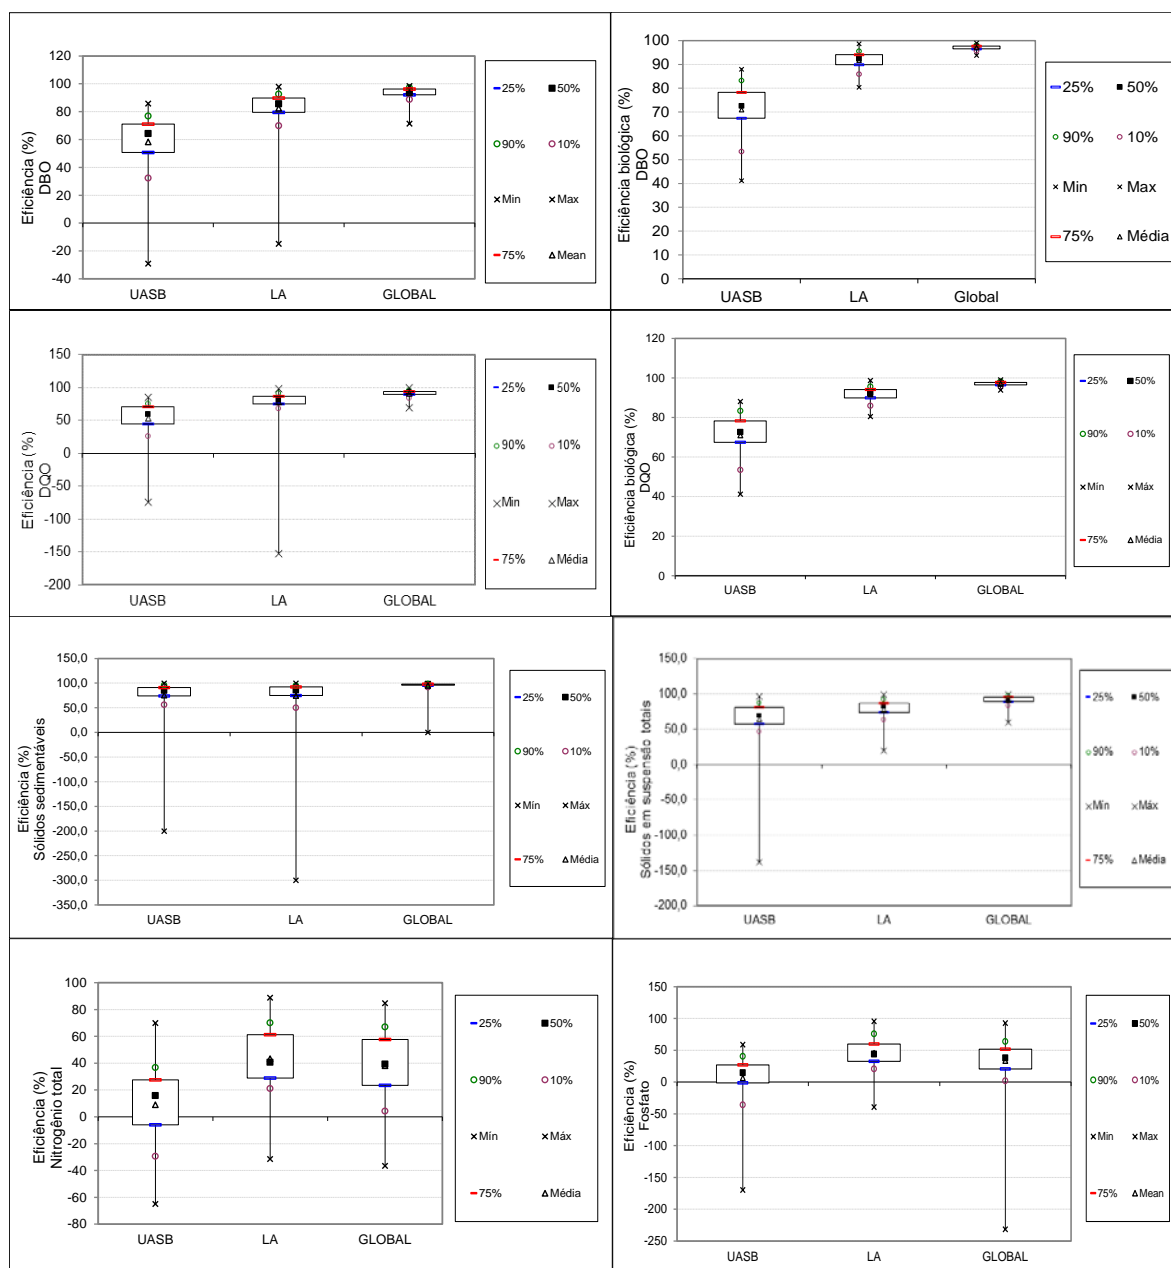 120
100
80
60
40
20
0
-20
-40
Eficiência (%)
DBO
UASB LA GLOBAL
25% 50%
90% 10%
Min Max
75% Mean
100
90
80
70
60
50
40
30
20
10
0
Eficiência biológica (%)
DBO
UASB LA Global
25% 50%
90% 10%
Min Max
75% Média
150
100
50
0
-50
-100
-150
-200
Eficiência (%)
DQO
UASB LA GLOBAL
25% 50%
90% 10%
Min Max
75% Média
120
100
80
60
40
20
0
Eficiência biológica (%)
DQO
UASB LA GLOBAL
25% 50%
90% 10%
Mín Máx
75% Média
150,0
100,0
50,0
0,0
-50,0
-100,0
-150,0
-200,0
-250,0
-300,0
-350,0
Eficiência (%)
Sólidos sedimentáveis
UASB LA GLOBAL
25% 50%
90% 10%
Mín Máx
75% Média
150,0
100,0
50,0
0,0
-50,0
-100,0
-150,0
-200,0
Eficiência (%)
Sólidos em suspensão totais
UASB LA GLOBAL
25% 50%
90% 10%
Mín Máx
75% Média
100
80
60
40
20
0
-20
-40
-60
-80
Eficiência (%)
Nitrogênio total
UASB LA GLOBAL
25% 50%
90% 10%
Mín Máx
75% Média
150
100
50
0
-50
-100
-150
-200
-250
Eficiência (%)
Fosfato
UASB LA GLOBAL
25% 50%
90% 10%
Min Max
75% Mean